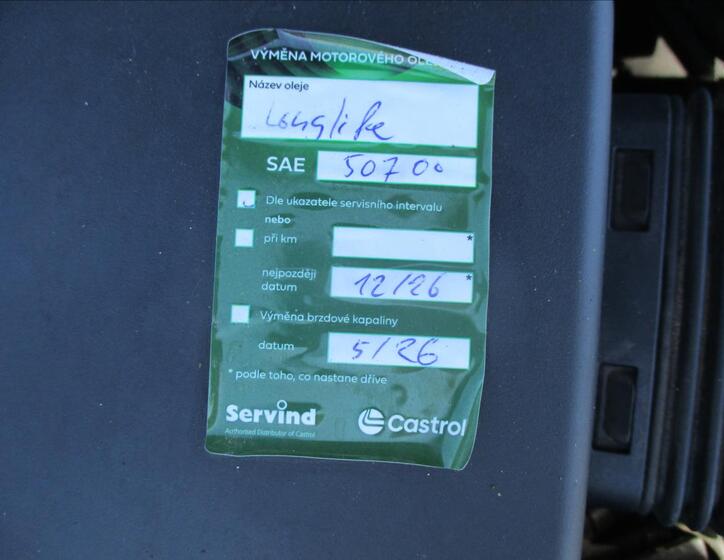 VÝMĚNA MOTOROVÉHO OLEJE
Název oleje
Longlife
SAE 507 00
Dle ukazatele servisního intervalu
nebo
při km *
nejpozději
datum 12/26 *
Výměna brzdové kapaliny
datum 5/26
* podle toho, co nastane dříve
Servind
Authorised Distributor of Castrol
Castrol